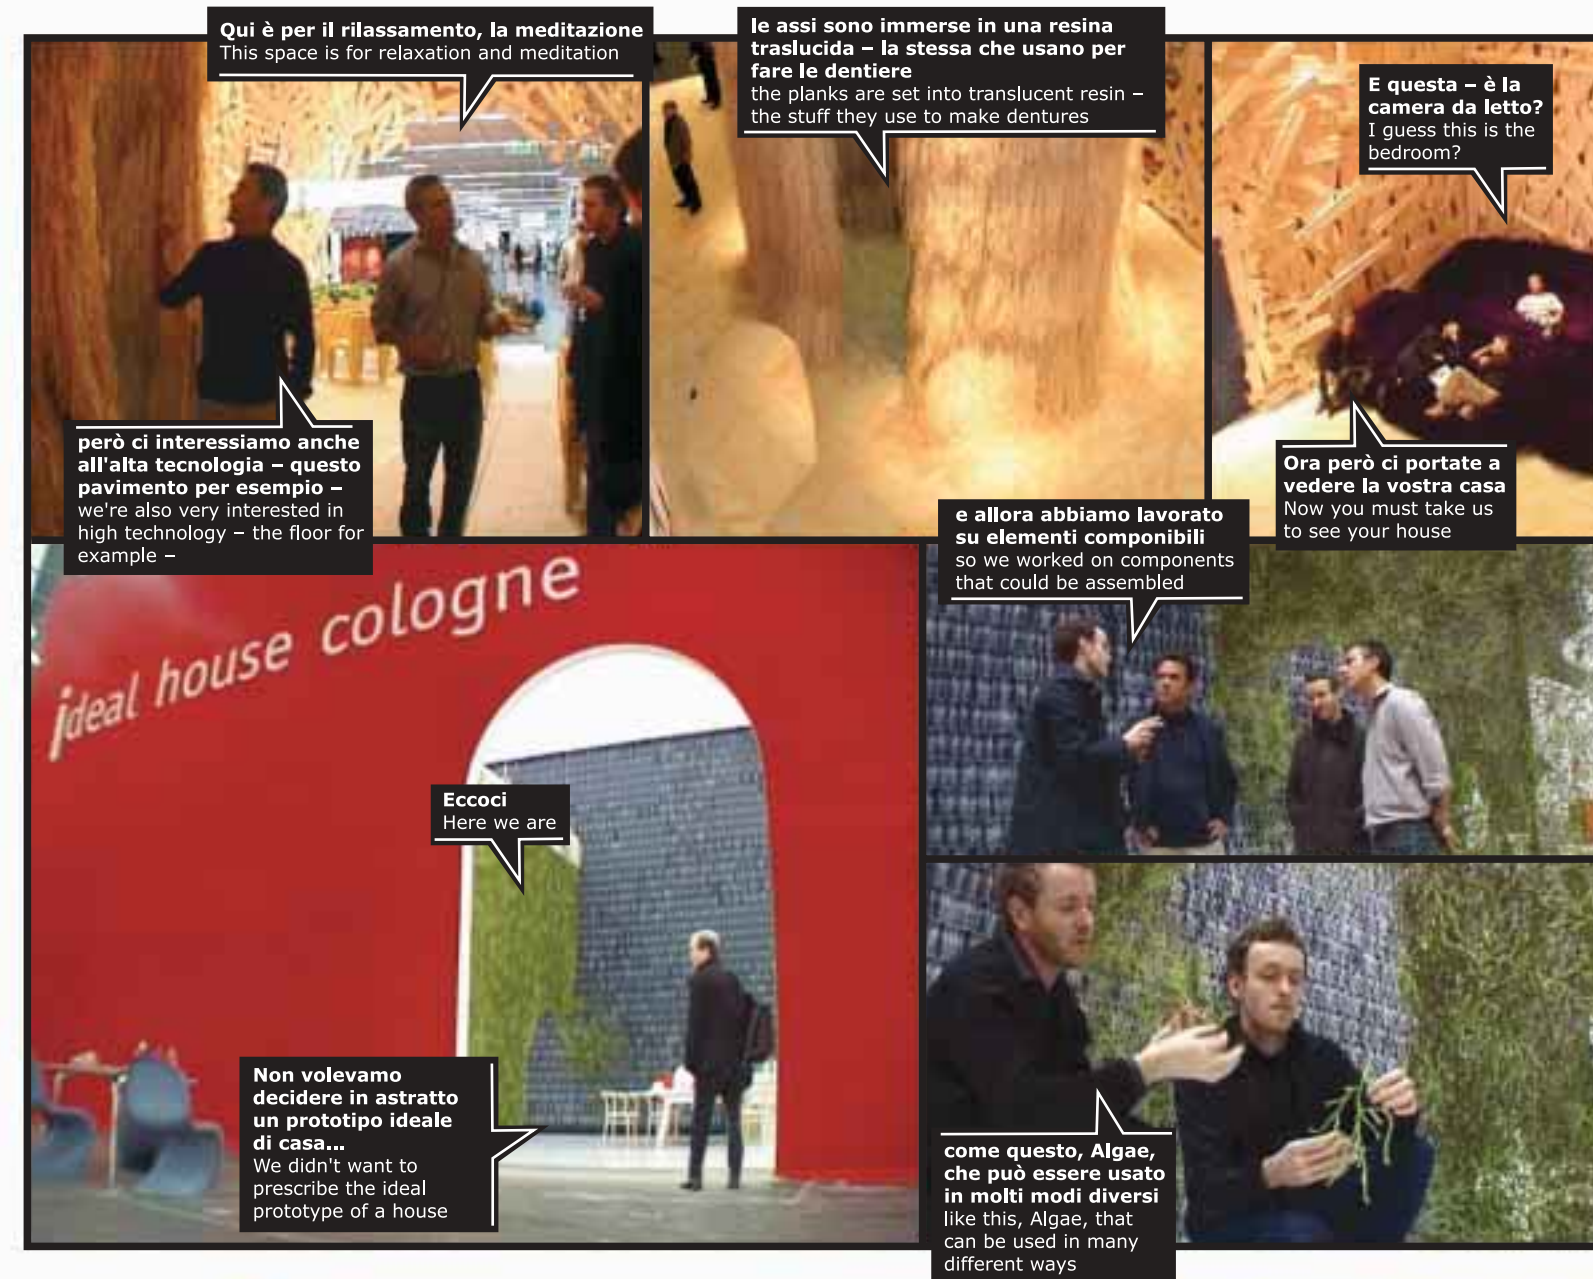 Qui è per il rilassamento, la meditazione
This space is for relaxation and meditation
però ci interessiamo anche
all'alta tecnologia – questo
pavimento per esempio –
we're also very interested in
high technology – the floor for
example –
le assi sono immerse in una resina
traslucida – la stessa che usano per
fare le dentiere
the planks are set into translucent resin –
the stuff they use to make dentures
E questa – è la
camera da letto?
I guess this is the
bedroom?
Ora però ci portate a
vedere la vostra casa
Now you must take us
to see your house
ideal house cologne
Eccoci
Here we are
Non volevamo
decidere in astratto
un prototipo ideale
di casa...
We didn't want to
prescribe the ideal
prototype of a house
e allora abbiamo lavorato
su elementi componibili
so we worked on components
that could be assembled
come questo, Algae,
che può essere usato
in molti modi diversi
like this, Algae, that
can be used in many
different ways